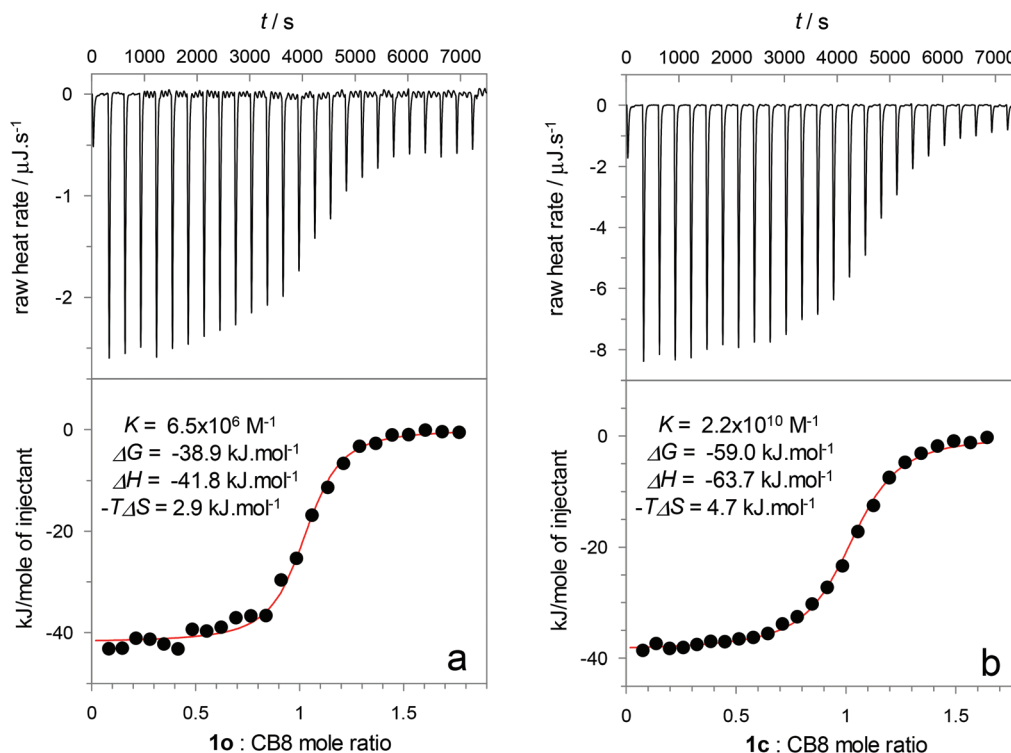 t / s
0 1000 2000 3000 4000 5000 6000 7000
raw heat rate / µJ.s⁻¹
0
-1
-2
K = 6.5x10⁶ M⁻¹
ΔG = -38.9 kJ.mol⁻¹
ΔH = -41.8 kJ.mol⁻¹
-TΔS = 2.9 kJ.mol⁻¹
kJ/mole of injectant
0
-20
-40
a
0 0.5 1 1.5
1o : CB8 mole ratio
t / s
0 1000 2000 3000 4000 5000 6000 7000
raw heat rate / µJ.s⁻¹
0
-2
-4
-6
-8
K = 2.2x10¹⁰ M⁻¹
ΔG = -59.0 kJ.mol⁻¹
ΔH = -63.7 kJ.mol⁻¹
-TΔS = 4.7 kJ.mol⁻¹
kJ/mole of injectant
0
-20
-40
b
0 0.5 1 1.5
1c : CB8 mole ratio